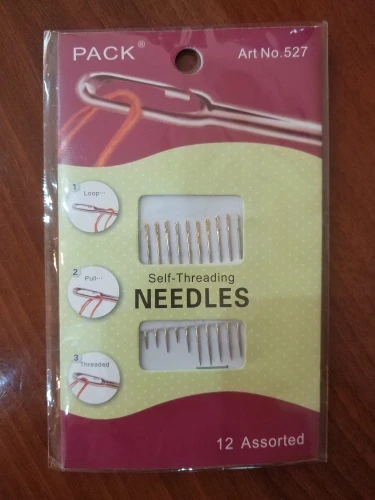 PACK®
Art No.527
1
Loop···
2
Pull···
3
Threaded
Self-Threading
NEEDLES
12 Assorted